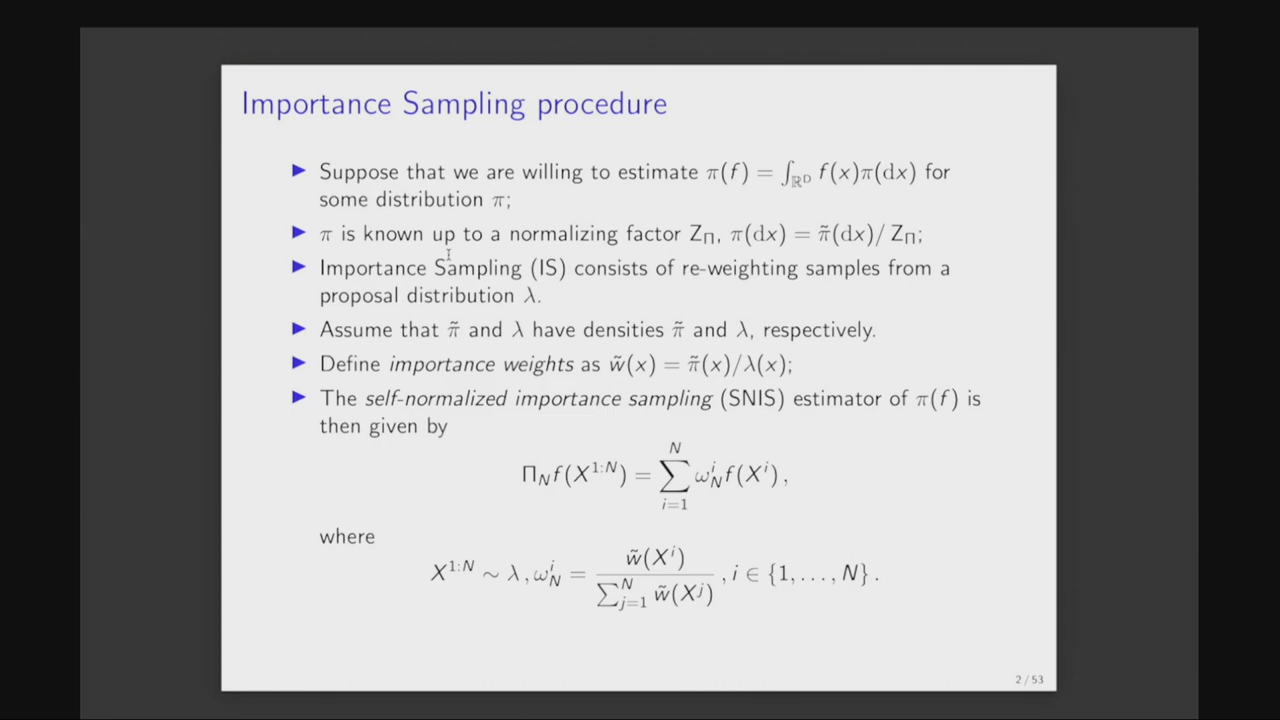 Importance Sampling procedure
▶ Suppose that we are willing to estimate π(f) = ∫_{ℝ^D} f(x)π(dx) for
some distribution π;
▶ π is known up to a normalizing factor Z_Π, π(dx) = π̃(dx)/ Z_Π;
▶ Importance Sampling (IS) consists of re-weighting samples from a
proposal distribution λ.
▶ Assume that π̃ and λ have densities π̃ and λ, respectively.
▶ Define importance weights as w̃(x) = π̃(x)/λ(x);
▶ The self-normalized importance sampling (SNIS) estimator of π(f) is
then given by
Π_N f(X^{1:N}) = ∑_{i=1}^{N} ω_N^i f(X^i) ,
where
X^{1:N} ∼ λ , ω_N^i = w̃(X^i) / ∑_{j=1}^{N} w̃(X^j) , i ∈ {1, . . . , N} .
2 / 53